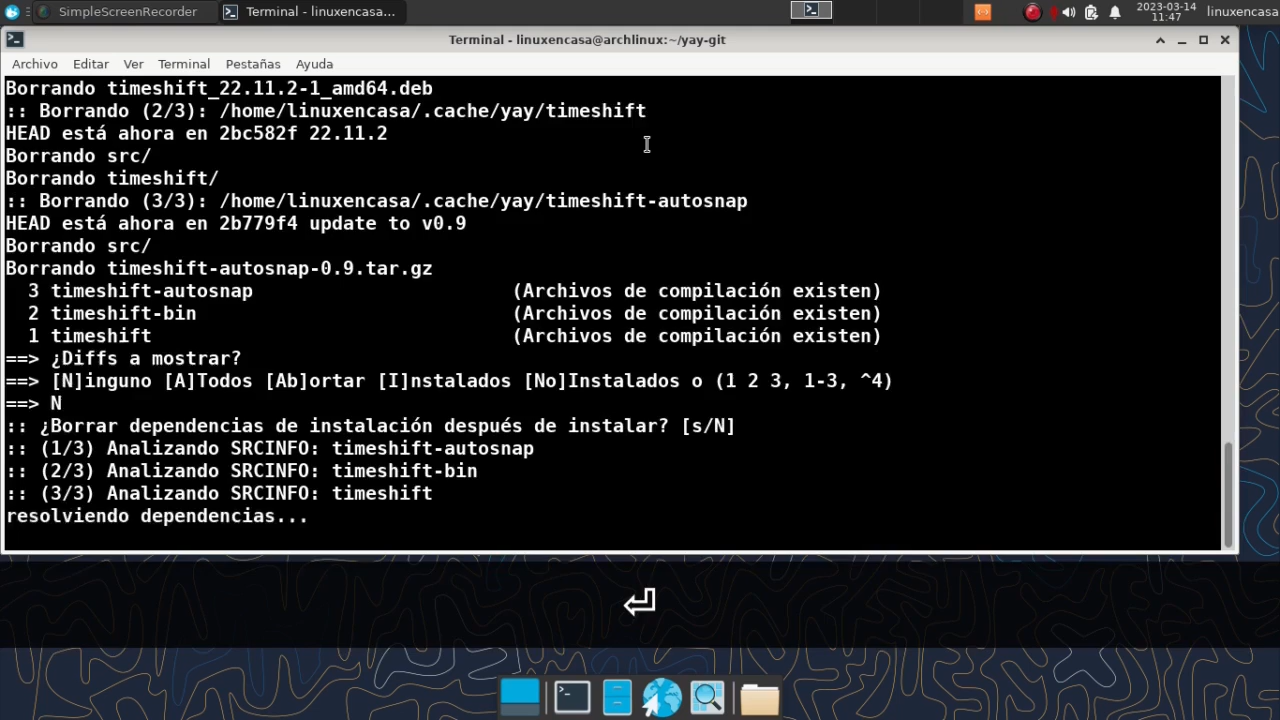 SimpleScreenRecorder
Terminal - linuxencasa...
2023-03-14
11:47
linuxencasa
Terminal - linuxencasa@archlinux:~/yay-git
Archivo Editar Ver Terminal Pestañas Ayuda
Borrando timeshift_22.11.2-1_amd64.deb
:: Borrando (2/3): /home/linuxencasa/.cache/yay/timeshift
HEAD está ahora en 2bc582f 22.11.2
Borrando src/
Borrando timeshift/
:: Borrando (3/3): /home/linuxencasa/.cache/yay/timeshift-autosnap
HEAD está ahora en 2b779f4 update to v0.9
Borrando src/
Borrando timeshift-autosnap-0.9.tar.gz
3 timeshift-autosnap (Archivos de compilación existen)
2 timeshift-bin (Archivos de compilación existen)
1 timeshift (Archivos de compilación existen)
==> ¿Diffs a mostrar?
==> [N]inguno [A]Todos [Ab]ortar [I]nstalados [No]Instalados o (1 2 3, 1-3, ^4)
==> N
:: ¿Borrar dependencias de instalación después de instalar? [s/N]
:: (1/3) Analizando SRCINFO: timeshift-autosnap
:: (2/3) Analizando SRCINFO: timeshift-bin
:: (3/3) Analizando SRCINFO: timeshift
resolviendo dependencias...